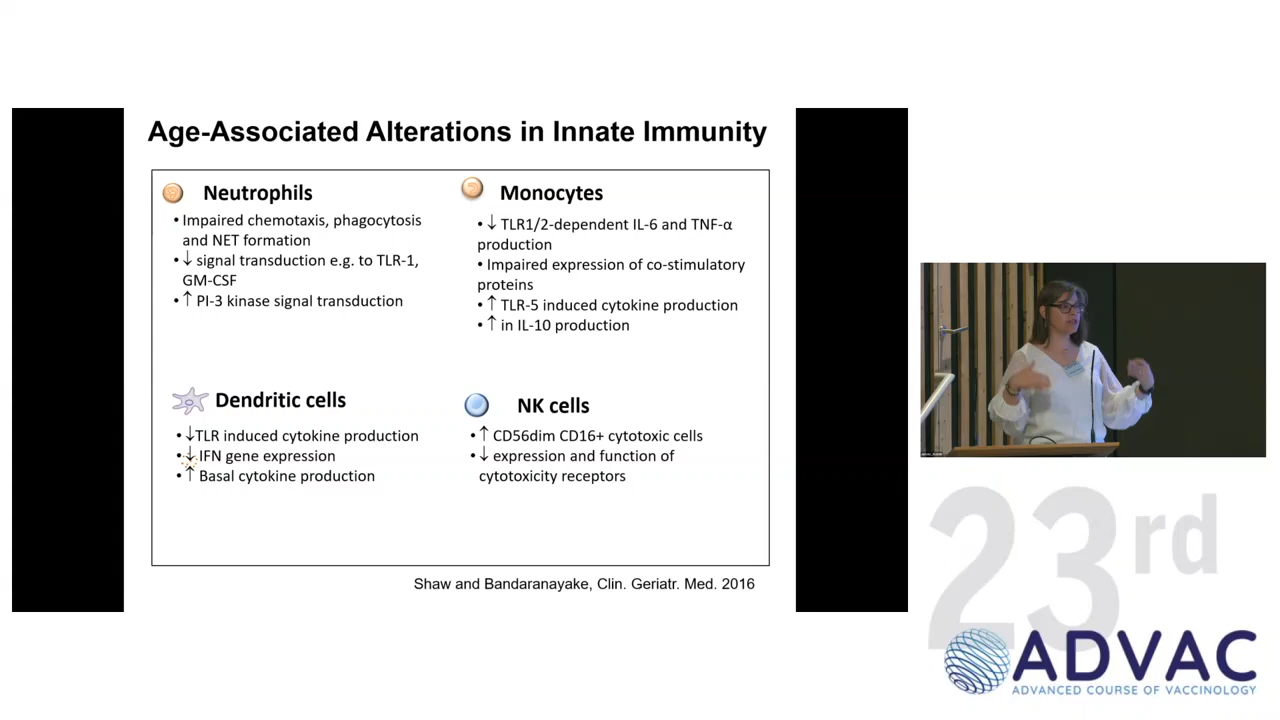 Age-Associated Alterations in Innate Immunity
Neutrophils
• Impaired chemotaxis, phagocytosis
and NET formation
• ↓ signal transduction e.g. to TLR-1,
GM-CSF
• ↑ PI-3 kinase signal transduction
Monocytes
• ↓ TLR1/2-dependent IL-6 and TNF-α
production
• Impaired expression of co-stimulatory
proteins
• ↑ TLR-5 induced cytokine production
• ↑ in IL-10 production
Dendritic cells
• ↓TLR induced cytokine production
• ↓ IFN gene expression
• ↑ Basal cytokine production
NK cells
• ↑ CD56dim CD16+ cytotoxic cells
• ↓ expression and function of
cytotoxicity receptors
Shaw and Bandaranayake, Clin. Geriatr. Med. 2016
23rd
ADVAC
ADVANCED COURSE OF VACCINOLOGY